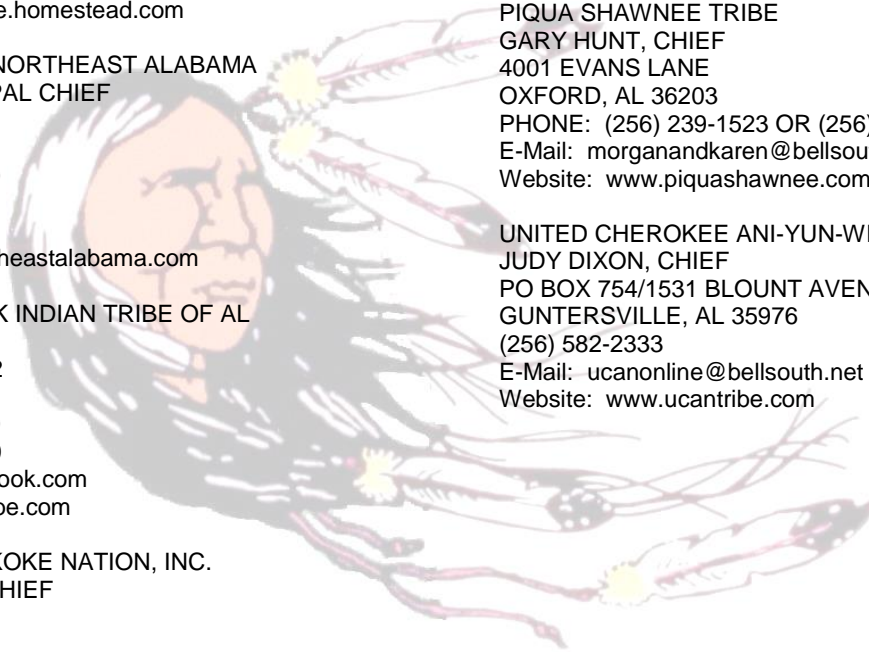 e.homestead.com
NORTHEAST ALABAMA
PAL CHIEF
heastalabama.com
K INDIAN TRIBE OF AL
2
)
ook.com
be.com
KOKE NATION, INC.
HIEF
PIQUA SHAWNEE TRIBE
GARY HUNT, CHIEF
4001 EVANS LANE
OXFORD, AL 36203
PHONE: (256) 239-1523 OR (256)
E-Mail: morganandkaren@bellsou
Website: www.piquashawnee.com
UNITED CHEROKEE ANI-YUN-WI
JUDY DIXON, CHIEF
PO BOX 754/1531 BLOUNT AVEN
GUNTERSVILLE, AL 35976
(256) 582-2333
E-Mail: ucanonline@bellsouth.net
Website: www.ucantribe.com